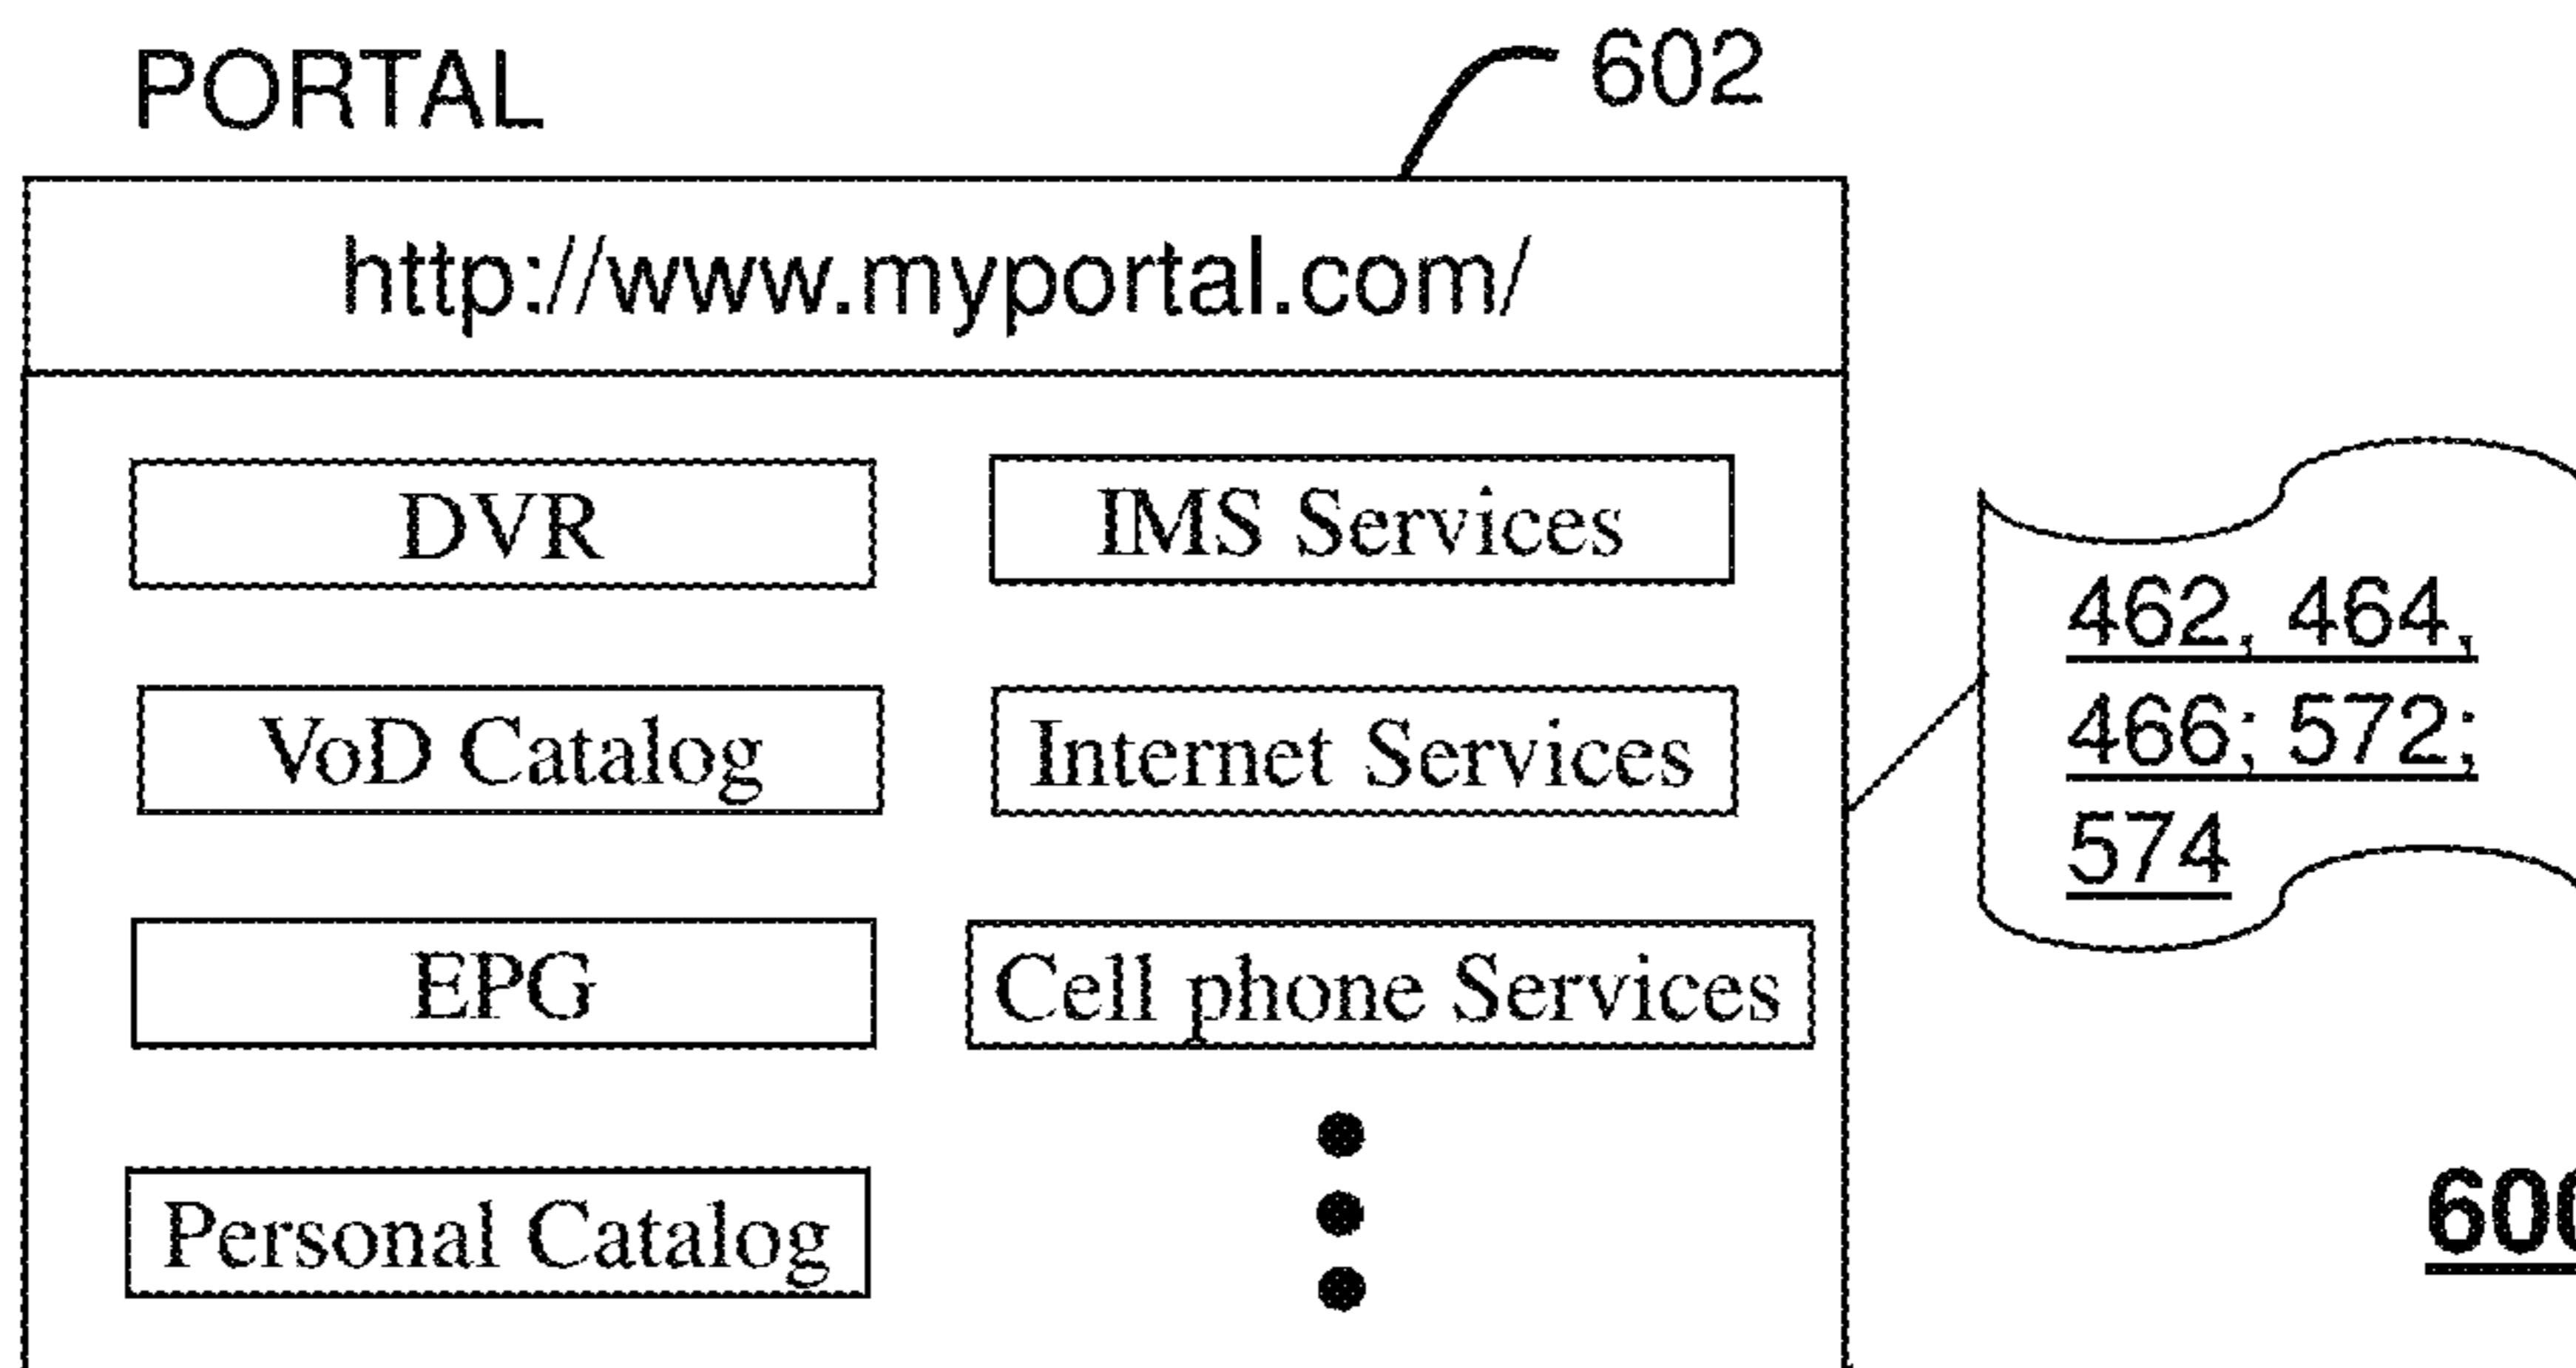 PORTAL
602
http://www.myportal.com/
DVR
IMS Services
VoD Catalog
Internet Services
EPG
Cell phone Services
Personal Catalog
462, 464,
466; 572;
574